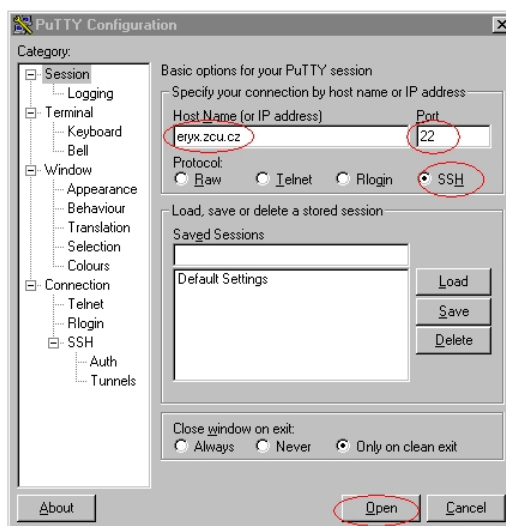 PuTTY Configuration
Category:
Session
Logging
Terminal
Keyboard
Bell
Window
Appearance
Behaviour
Translation
Selection
Colours
Connection
Telnet
Rlogin
SSH
Auth
Tunnels
Basic options for your PuTTY session
Specify your connection by host name or IP address
Host Name (or IP address) Port
eryx.zcu.cz 22
Protocol:
Raw Telnet Rlogin SSH
Load, save or delete a stored session
Saved Sessions
Default Settings
Load
Save
Delete
Close window on exit:
Always Never Only on clean exit
About Open Cancel